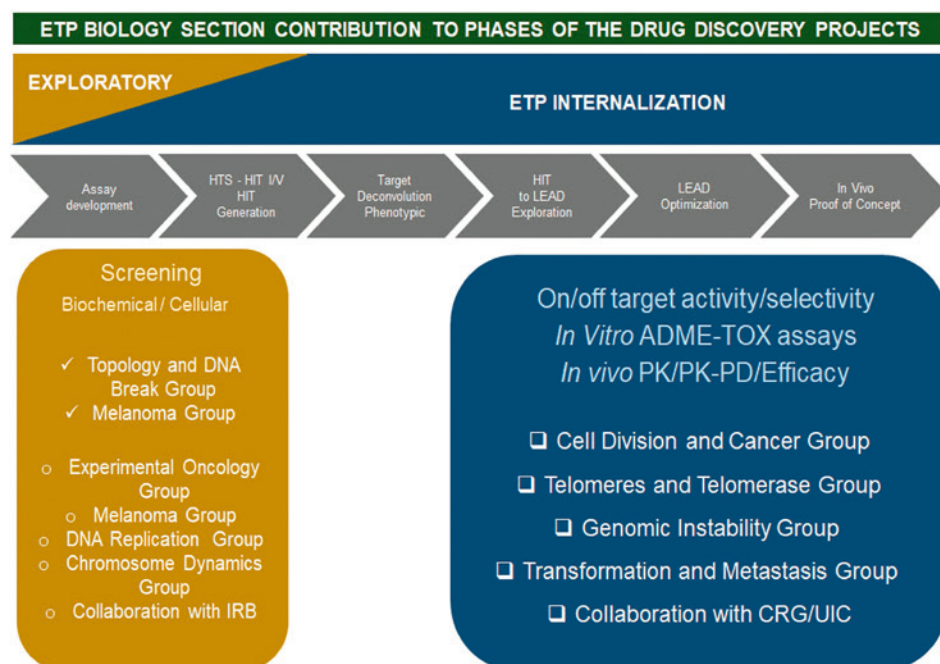 ETP BIOLOGY SECTION CONTRIBUTION TO PHASES OF THE DRUG DISCOVERY PROJECTS
EXPLORATORY
ETP INTERNALIZATION
Assay
development
HTS - HIT I/V
HIT
Generation
Target
Deconvolution
Phenotypic
HIT
to LEAD
Exploration
LEAD
Optimization
In Vivo
Proof of Concept
Screening
Biochemical / Cellular
✓ Topology and DNA
Break Group
✓ Melanoma Group
o Experimental Oncology
Group
o Melanoma Group
o DNA Replication Group
o Chromosome Dynamics
Group
o Collaboration with IRB
On/off target activity/selectivity
In Vitro ADME-TOX assays
In vivo PK/PK-PD/Efficacy
❑ Cell Division and Cancer Group
❑ Telomeres and Telomerase Group
❑ Genomic Instability Group
❑ Transformation and Metastasis Group
❑ Collaboration with CRG/UIC